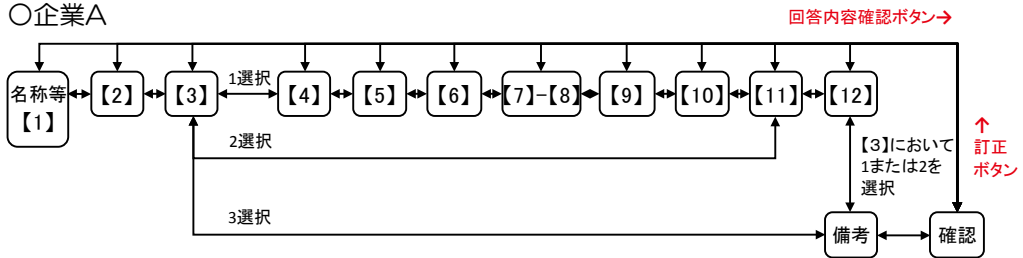 〇企業A
回答内容確認ボタン→
名称等
【1】
【2】
【3】
1選択
【4】
【5】
【6】
【7】-【8】
【9】
【10】
【11】
【12】
2選択
【3】において
1または2を
選択
↑
訂正
ボタン
3選択
備考
確認